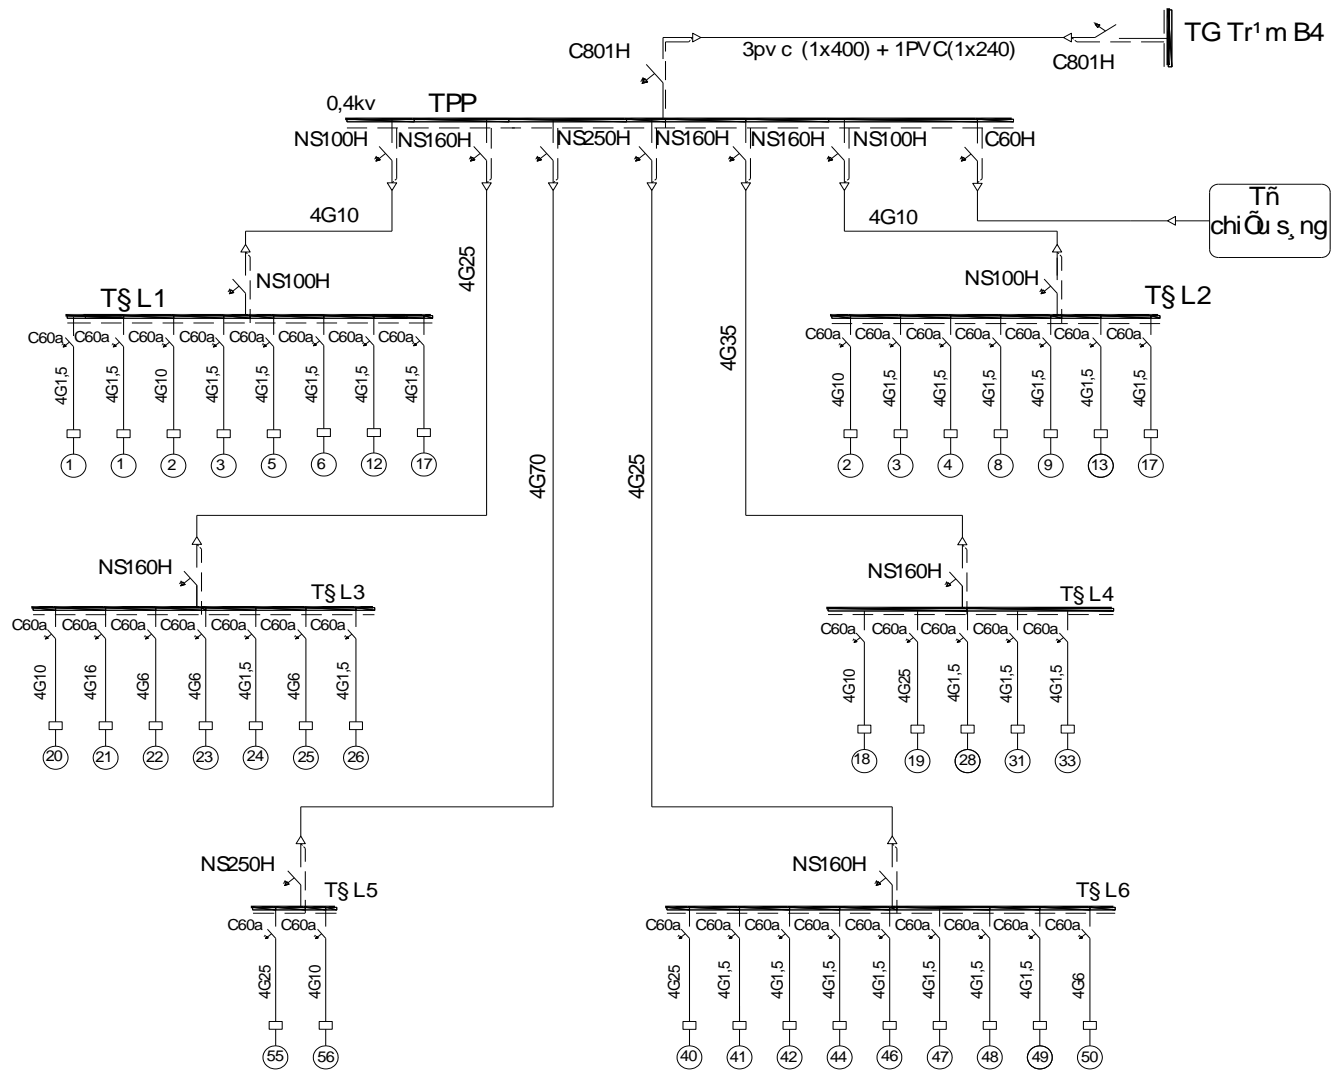 TG Tr¹m B4
C801H
3pvc (1x400) + 1PVC(1x240)
C801H
0,4kv
TPP
NS100H NS160H NS250H NS160H NS160H NS100H C60H
Tñ
chiÕu s¸ng
4G10
4G10
4G25
4G35
4G70
4G25
NS100H
NS100H
T§L1
C60a C60a C60a C60a C60a C60a C60a C60a
4G1,5 4G1,5 4G10 4G1,5 4G1,5 4G1,5 4G1,5 4G1,5
1 1 2 3 5 6 12 17
T§L2
C60a C60a C60a C60a C60a C60a C60a
4G10 4G1,5 4G1,5 4G1,5 4G1,5 4G1,5 4G1,5
2 3 4 8 9 13 17
NS160H
T§L3
C60a C60a C60a C60a C60a C60a C60a
4G10 4G16 4G6 4G6 4G1,5 4G6 4G1,5
20 21 22 23 24 25 26
NS160H
T§L4
C60a C60a C60a C60a C60a
4G10 4G25 4G1,5 4G1,5 4G1,5
18 19 28 31 33
NS250H
T§L5
C60a C60a
4G25 4G10
55 56
NS160H
T§L6
C60a C60a C60a C60a C60a C60a C60a C60a C60a
4G25 4G1,5 4G1,5 4G1,5 4G1,5 4G1,5 4G1,5 4G1,5 4G6
40 41 42 44 46 47 48 49 50